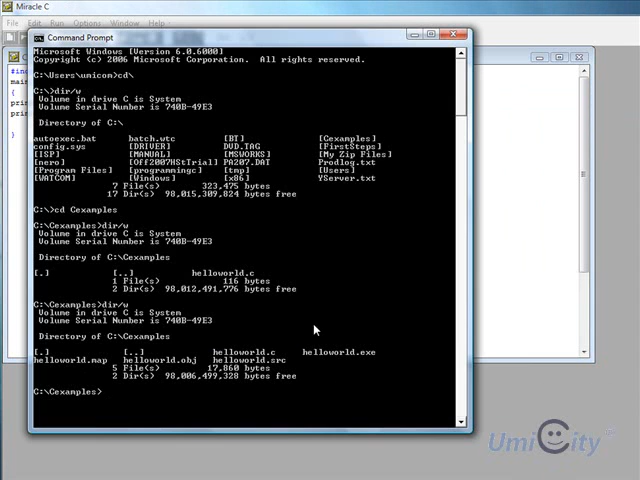 Miracle C
File Edit Run Options Window Help
Command Prompt
Microsoft Windows [Version 6.0.6000]
Copyright (c) 2006 Microsoft Corporation. All rights reserved.
C:\Users\umicom>cd\
C:\>dir/w
Volume in drive C is System
Volume Serial Number is 740B-49E3
Directory of C:\
autoexec.bat batch.wtc [BT] [Cexamples]
config.sys [DRIVER] DVD.TAG [FirstSteps]
[ISP] [MANUAL] [MSWORKS] [My Zip Files]
[nero] [Off2007HStTrial] PA207.DAT Prodlog.txt
[Program Files] [programmingc] [tmp] [Users]
[WATCOM] [Windows] [x86] YServer.txt
7 File(s) 323,475 bytes
17 Dir(s) 98,015,309,824 bytes free
C:\>cd Cexamples
C:\Cexamples>dir/w
Volume in drive C is System
Volume Serial Number is 740B-49E3
Directory of C:\Cexamples
[.] [..] helloworld.c
1 File(s) 116 bytes
2 Dir(s) 98,012,491,776 bytes free
C:\Cexamples>dir/w
Volume in drive C is System
Volume Serial Number is 740B-49E3
Directory of C:\Cexamples
[.] [..] helloworld.c helloworld.exe
helloworld.map helloworld.obj helloworld.src
5 File(s) 17,860 bytes
2 Dir(s) 98,006,499,328 bytes free
C:\Cexamples>
#inc
main
{
prin
prin
}
UmiCity